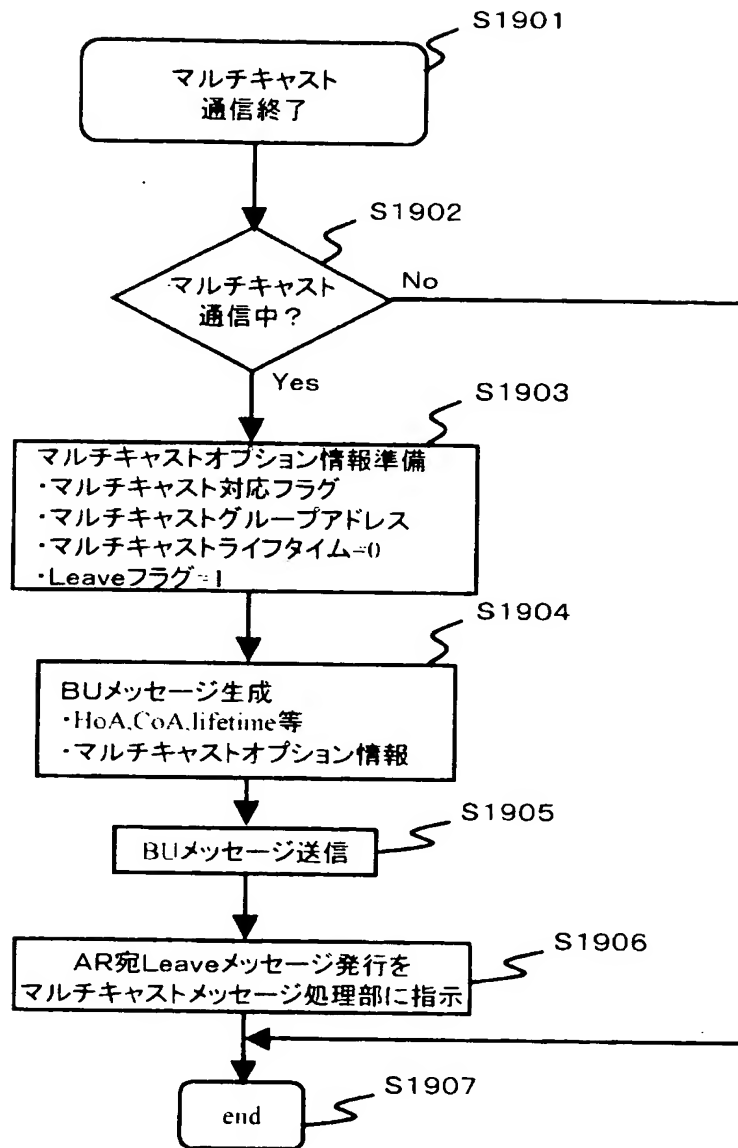 S1901
マルチキャスト
通信終了
S1902
マルチキャスト
通信中？
No
Yes
S1903
マルチキャストオプション情報準備
・マルチキャスト対応フラグ
・マルチキャストグループアドレス
・マルチキャストライフタイム=0
・Leaveフラグ=1
S1904
BUメッセージ生成
・HoA,CoA,lifetime等
・マルチキャストオプション情報
S1905
BUメッセージ送信
S1906
AR宛Leaveメッセージ発行を
マルチキャストメッセージ処理部に指示
S1907
end